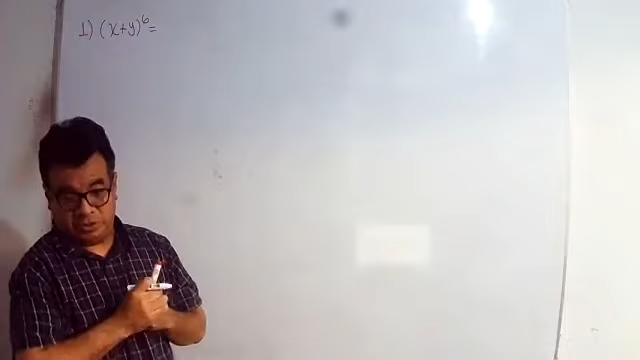 1) (x+y)⁶=